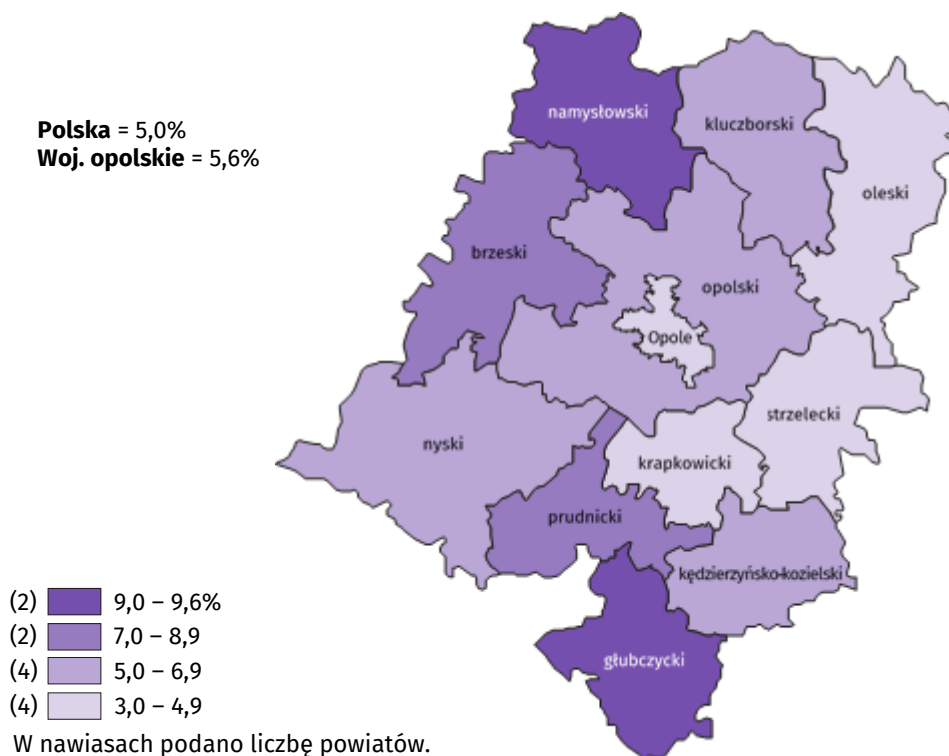 Polska = 5,0%
Woj. opolskie = 5,6%
namysłowski
kluczborski
oleski
brzeski
opolski
Opole
strzelecki
nyski
krapkowicki
prudnicki
kędzierzyńsko-kozielski
głubczycki
(2) 9,0 – 9,6%
(2) 7,0 – 8,9
(4) 5,0 – 6,9
(4) 3,0 – 4,9
W nawiasach podano liczbę powiatów.